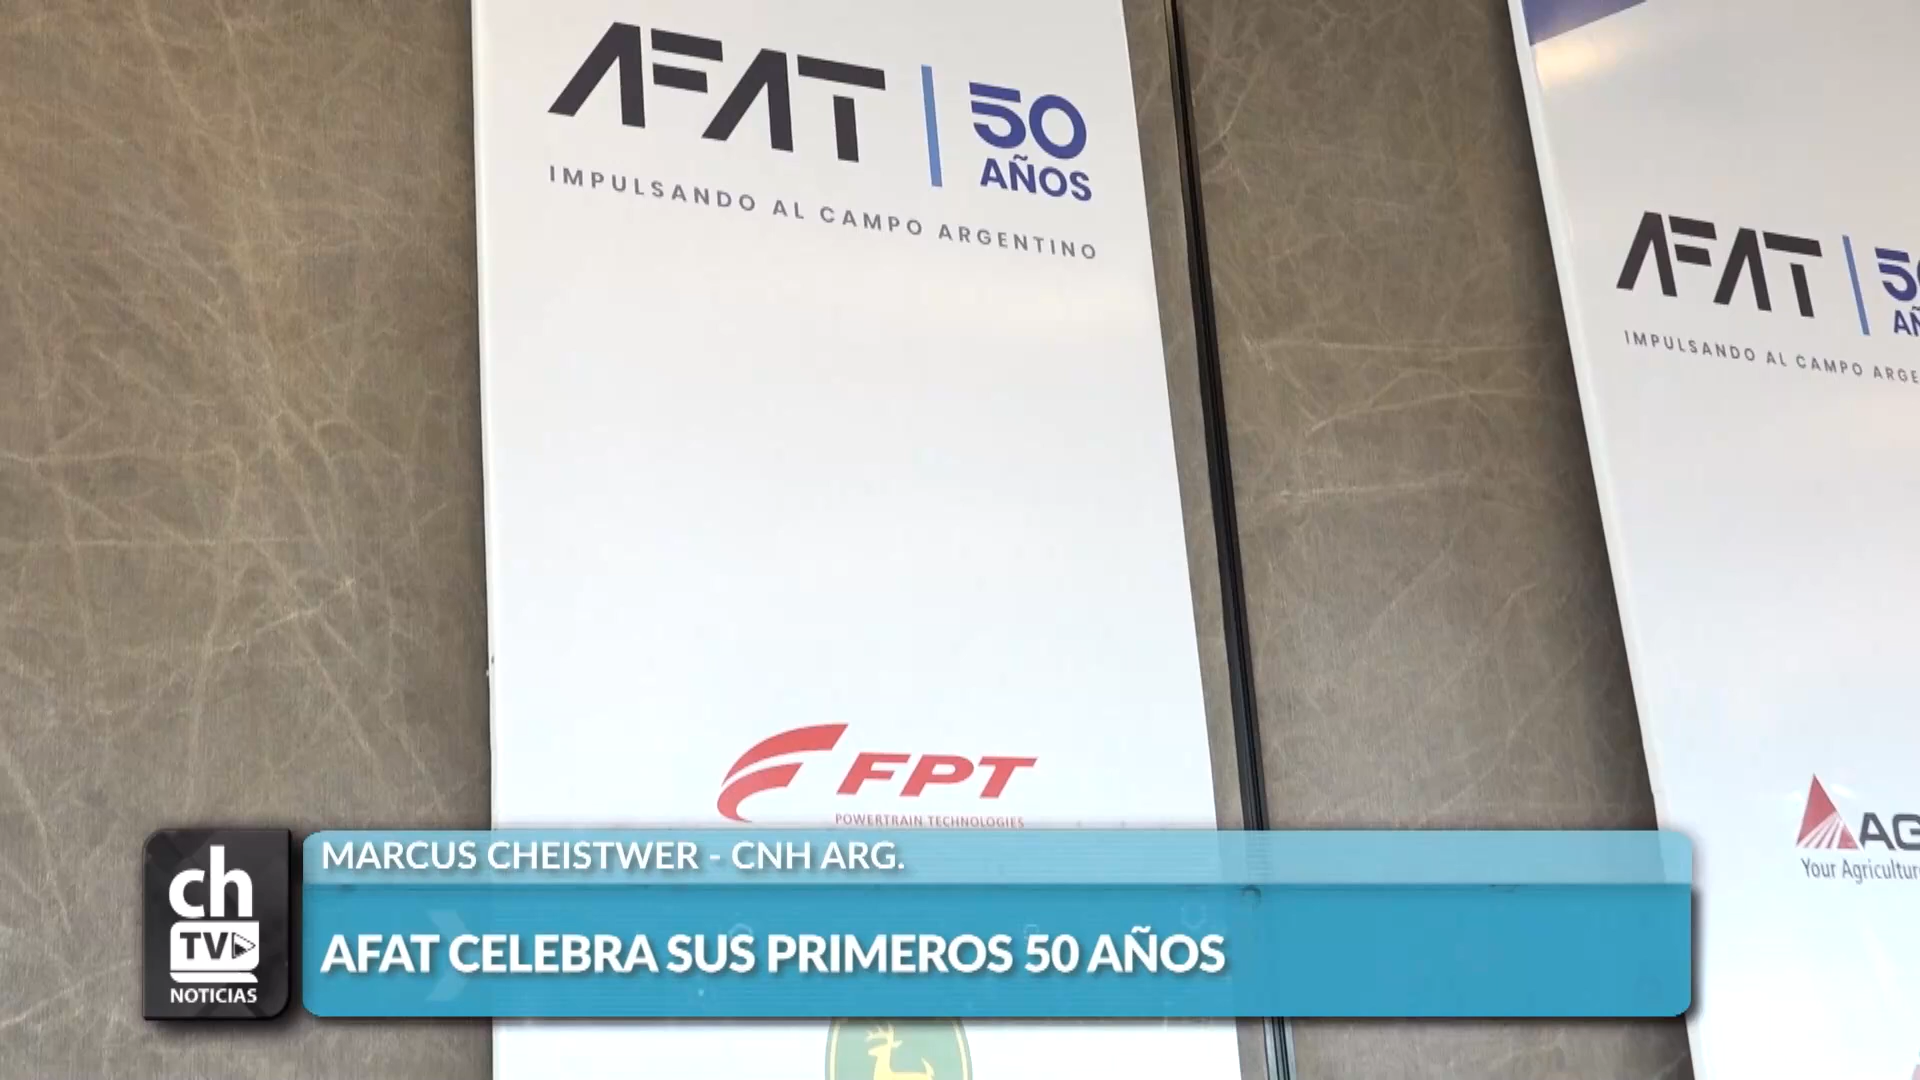 AFAT
50
AÑOS
IMPULSANDO AL CAMPO ARGENTINO
AFAT
AÑ
IMPULSANDO AL CAMPO ARGE
FPT
POWERTRAIN TECHNOLOGIES
AG
Your Agricultur
MARCUS CHEISTWER - CNH ARG.
AFAT CELEBRA SUS PRIMEROS 50 AÑOS
ch
TV
NOTICIAS